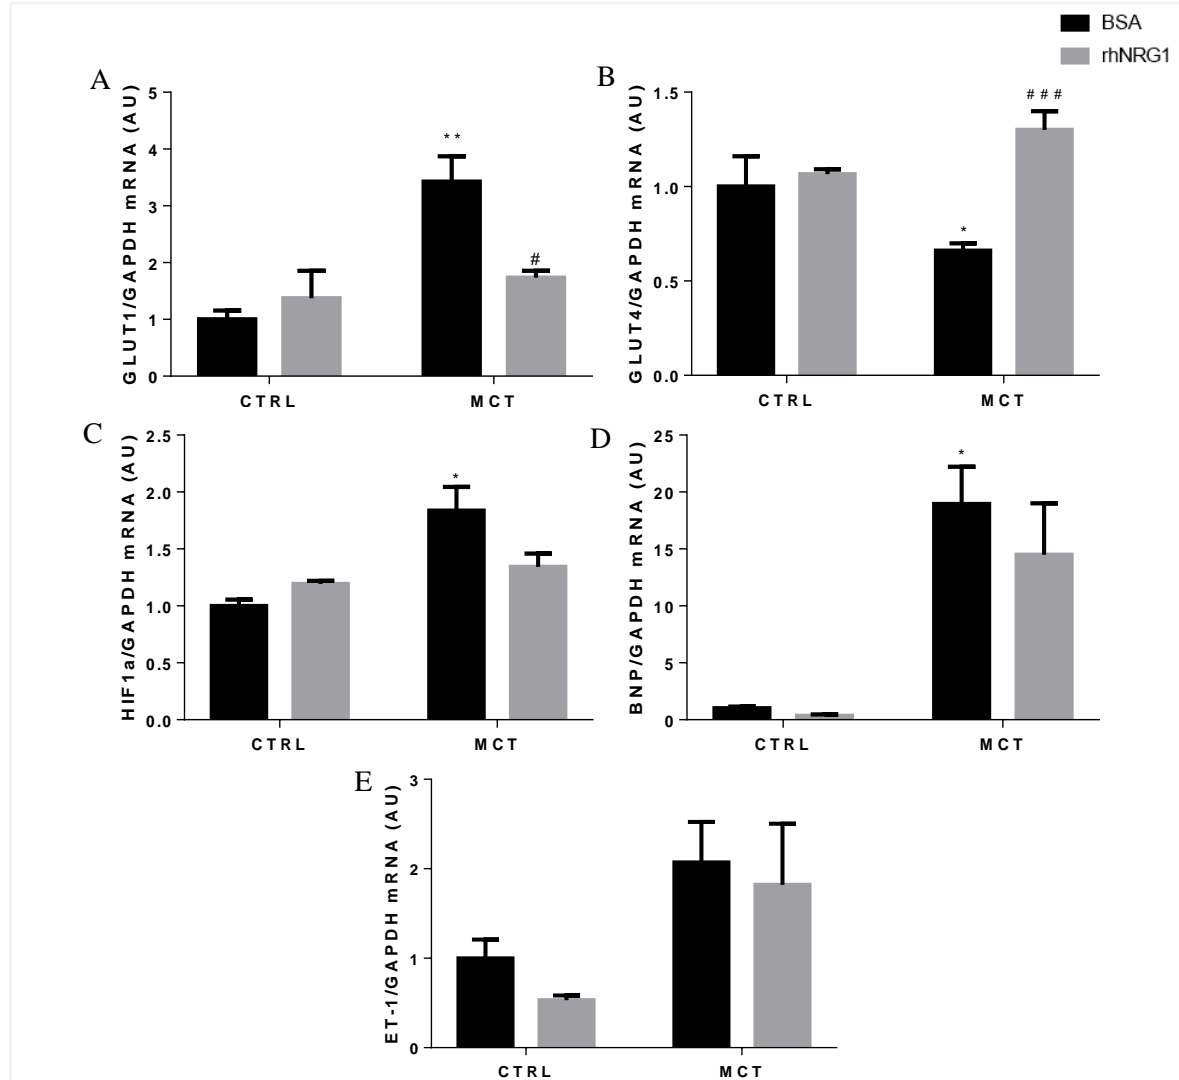 BSA
rhNRG1
A
GLUT1/GAPDH mRNA (AU)
5
4
3
2
1
0
**
#
CTRL MCT
B
GLUT4/GAPDH mRNA (AU)
1.5
1.0
0.5
0.0
*
###
CTRL MCT
C
HIF1a/GAPDH mRNA (AU)
2.5
2.0
1.5
1.0
0.5
0.0
*
CTRL MCT
D
BNP/GAPDH mRNA (AU)
25
20
15
10
5
0
*
CTRL MCT
E
ET-1/GAPDH mRNA (AU)
3
2
1
0
CTRL MCT